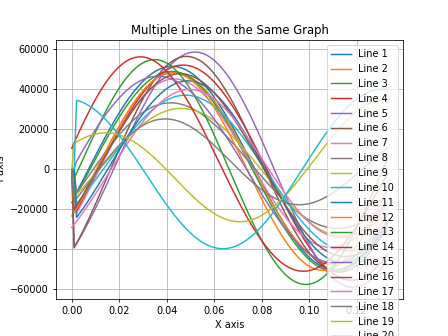 Multiple Lines on the Same Graph
60000
40000
20000
0
−20000
−40000
−60000
0.00
0.02
0.04
0.06
0.08
0.10
X axis
axis
Line 1
Line 2
Line 3
Line 4
Line 5
Line 6
Line 7
Line 8
Line 9
Line 10
Line 11
Line 12
Line 13
Line 14
Line 15
Line 16
Line 17
Line 18
Line 19
Line 20